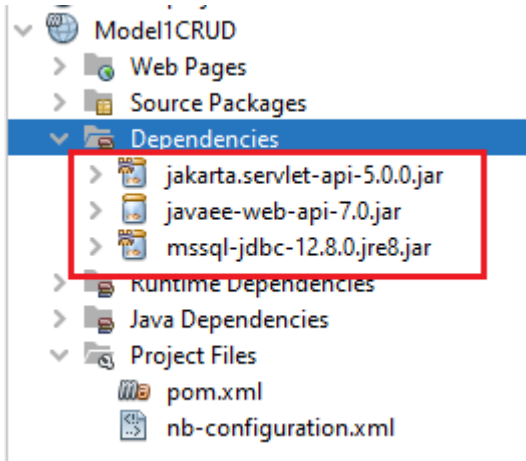 Model1CRUD
Web Pages
Source Packages
Dependencies
jakarta.servlet-api-5.0.0.jar
javaee-web-api-7.0.jar
mssql-jdbc-12.8.0.jre8.jar
Runtime Dependencies
Java Dependencies
Project Files
pom.xml
nb-configuration.xml